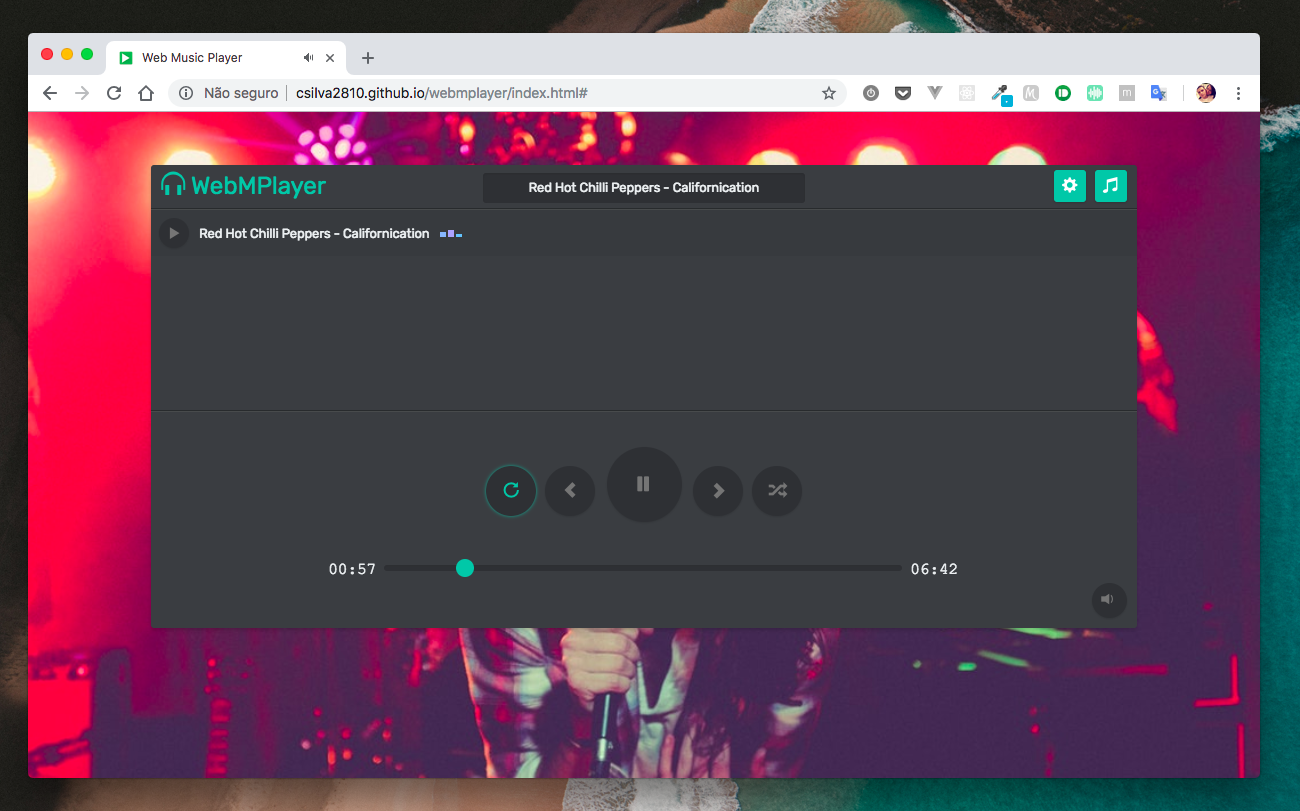 Web Music Player
Não seguro
csilva2810.github.io/webmplayer/index.html#
WebMPlayer
Red Hot Chilli Peppers - Californication
Red Hot Chilli Peppers - Californication
00:57
06:42